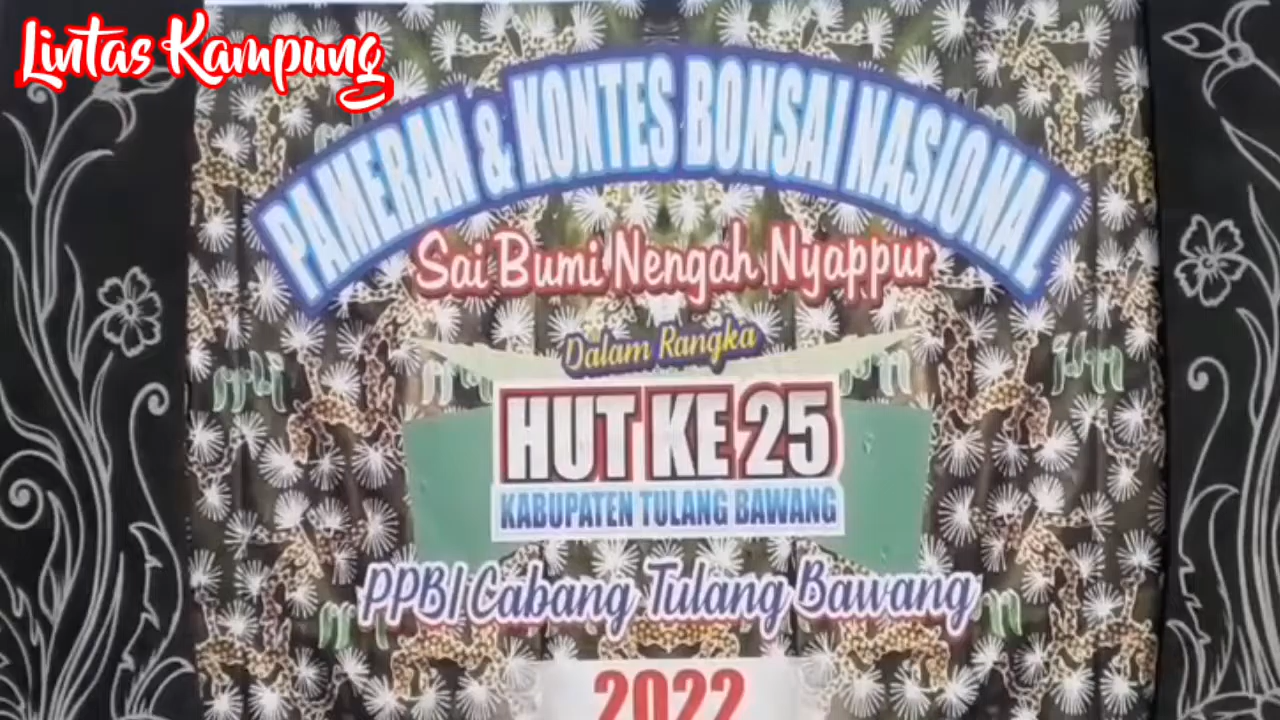 Lintas Kampung
PAMERAN & KONTES BONSAI NASIONAL
Sai Bumi Nengah Nyappur
Dalam Rangka
HUT KE 25
KABUPATEN TULANG BAWANG
PPBI Cabang Tulang Bawang
2022